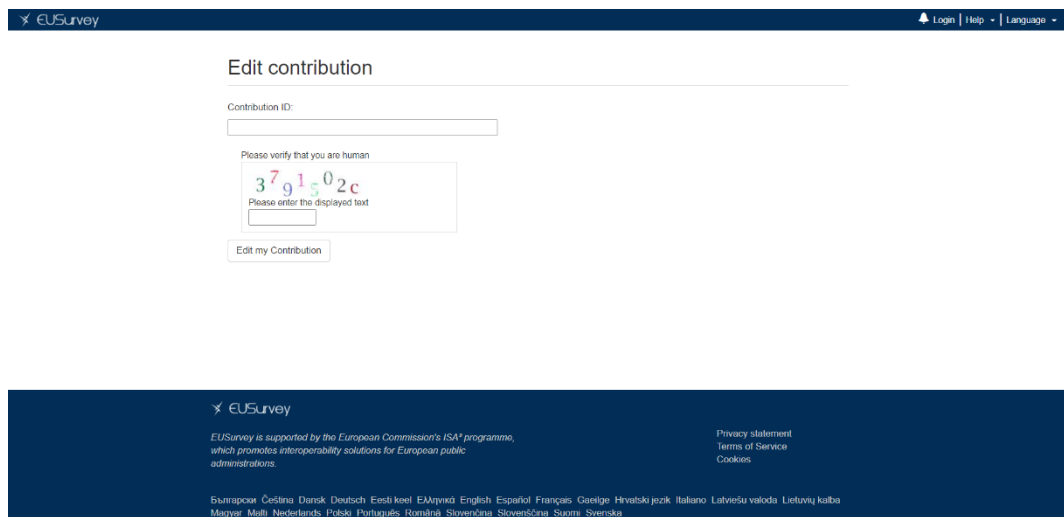 EUSurvey
Login | Help | Language
Edit contribution
Contribution ID:
Please verify that you are human
3791502c
Please enter the displayed text
Edit my Contribution
EUSurvey
EUSurvey is supported by the European Commission's ISA² programme,
which promotes interoperability solutions for European public
administrations.
Privacy statement
Terms of Service
Cookies
Български Čeština Dansk Deutsch Eesti keel Ελληνικά English Español Français Gaeilge Hrvatski jezik Italiano Latviešu valoda Lietuvių kalba
Magyar Malti Nederlands Polski Português Română Slovenčina Slovenščina Suomi Svenska